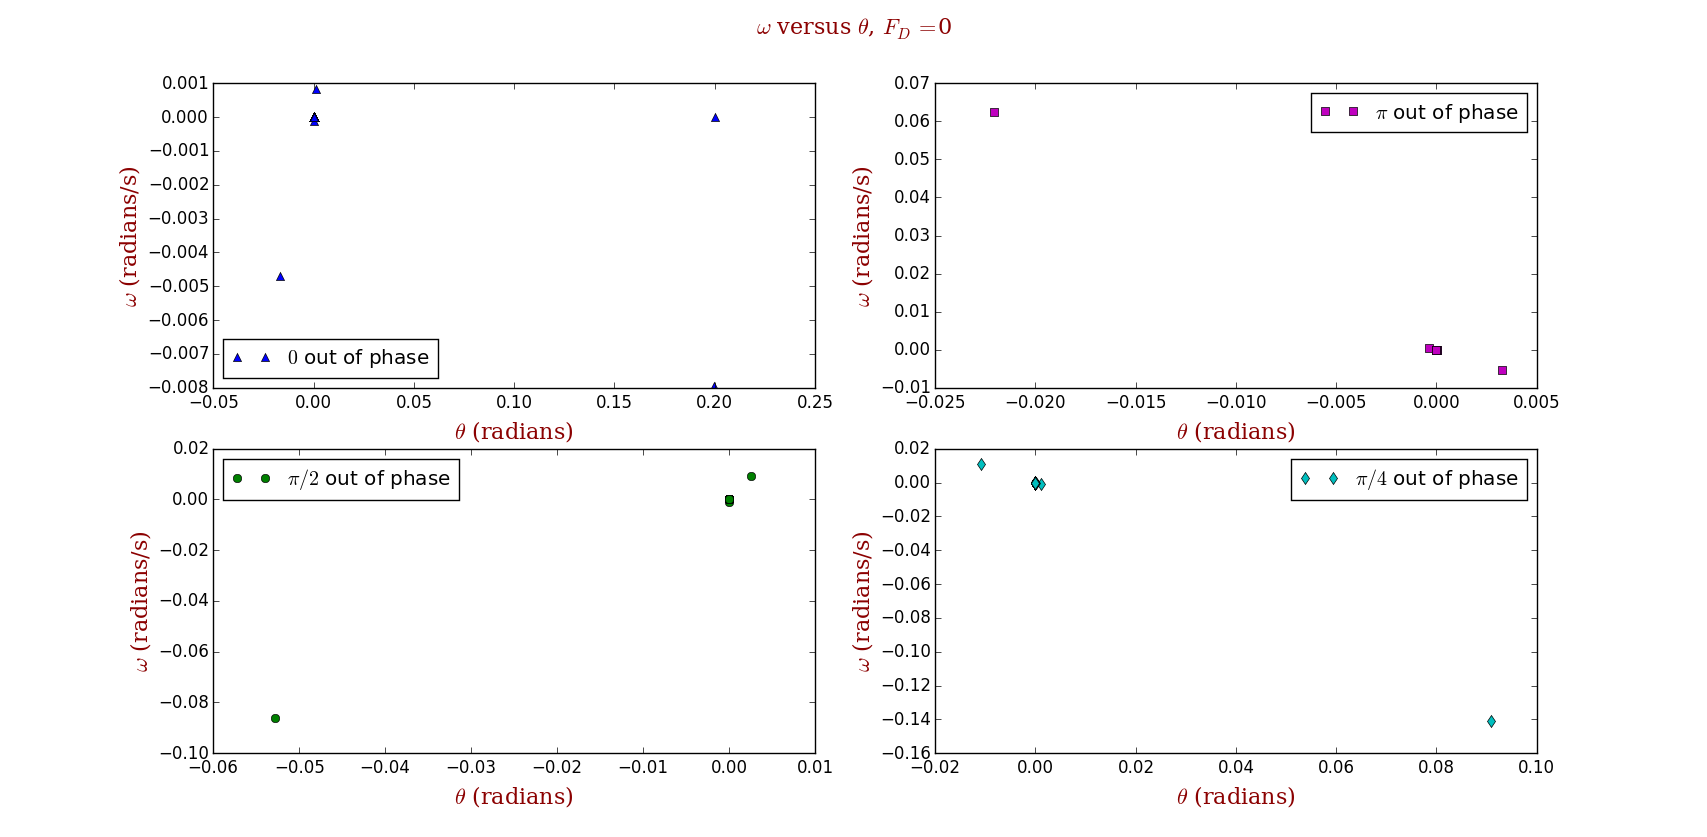 ω versus θ, F_D =0
0.001
0.000
−0.001
−0.002
−0.003
−0.004
−0.005
−0.006
−0.007
−0.008
ω (radians/s)
0 out of phase
−0.05 0.00 0.05 0.10 0.15 0.20 0.25
θ (radians)
0.07
0.06
0.05
0.04
0.03
0.02
0.01
0.00
−0.01
ω (radians/s)
π out of phase
−0.025 −0.020 −0.015 −0.010 −0.005 0.000 0.005
θ (radians)
0.02
0.00
−0.02
−0.04
−0.06
−0.08
−0.10
ω (radians/s)
π/2 out of phase
−0.06 −0.05 −0.04 −0.03 −0.02 −0.01 0.00 0.01
θ (radians)
0.02
0.00
−0.02
−0.04
−0.06
−0.08
−0.10
−0.12
−0.14
−0.16
ω (radians/s)
π/4 out of phase
−0.02 0.00 0.02 0.04 0.06 0.08 0.10
θ (radians)